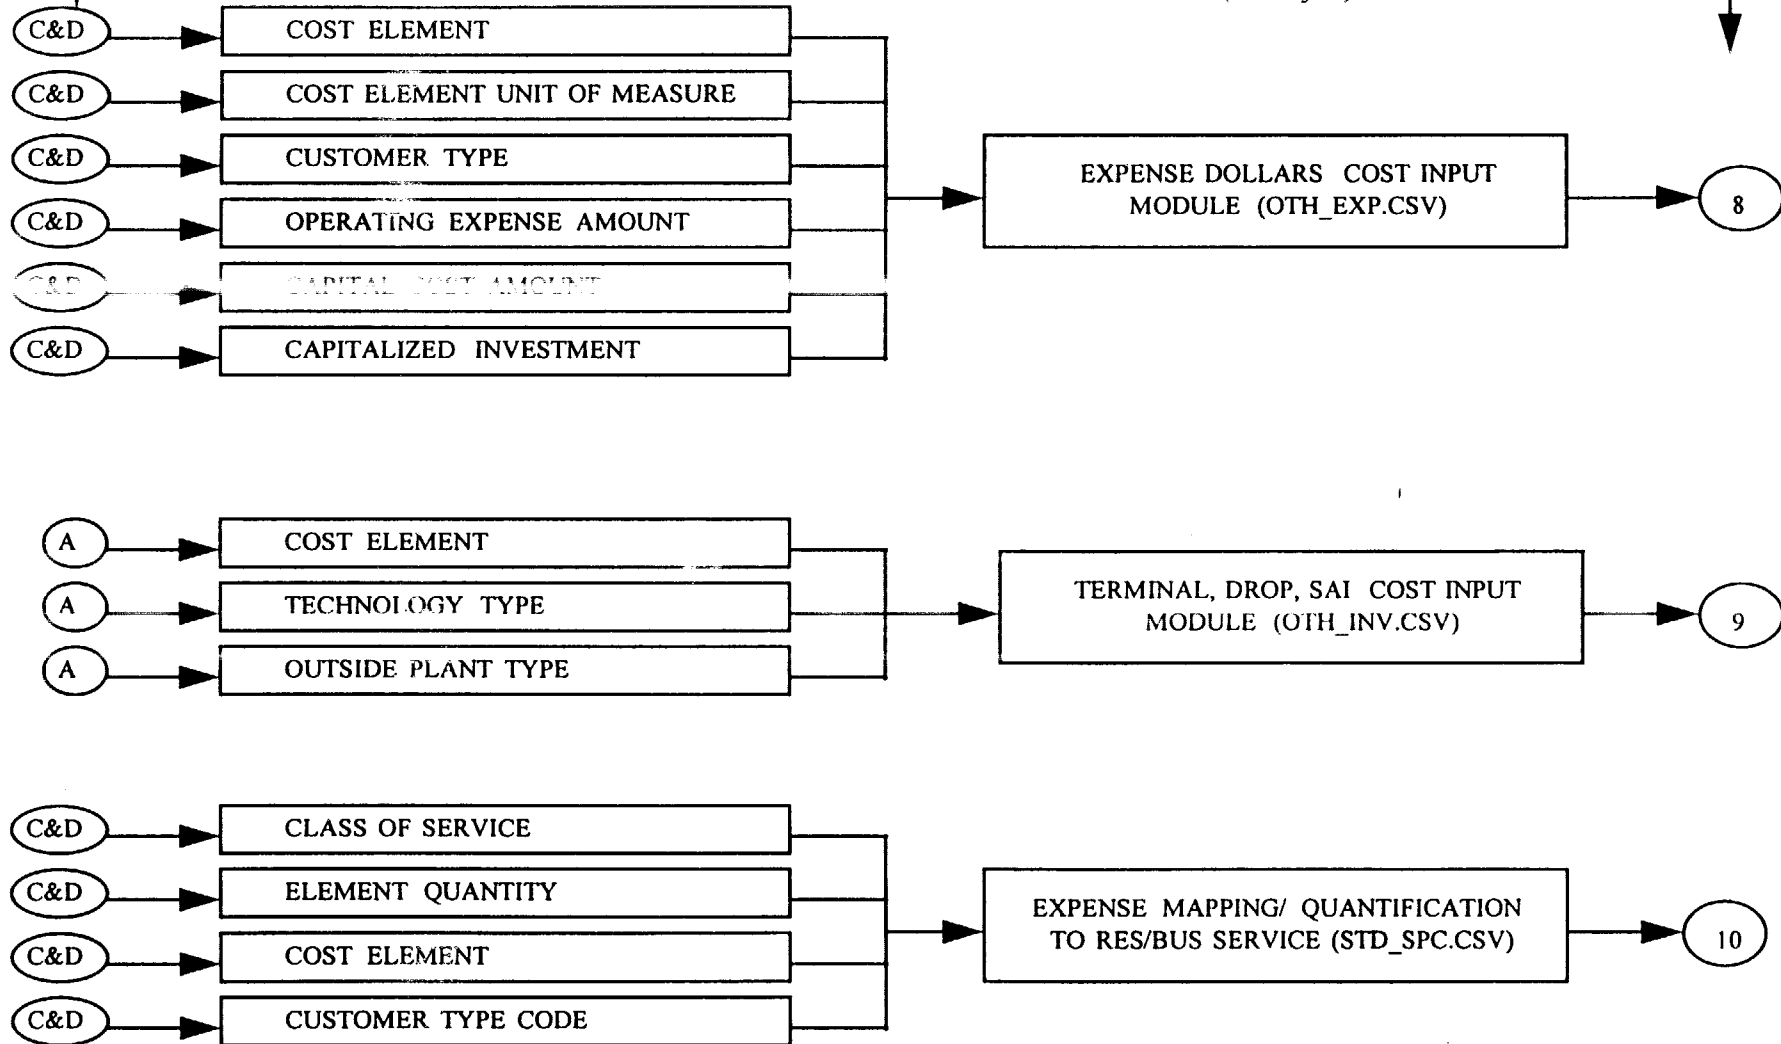 C&D COST ELEMENT
C&D COST ELEMENT UNIT OF MEASURE
C&D CUSTOMER TYPE
C&D OPERATING EXPENSE AMOUNT
C&D CAPITAL COST AMOUNT
C&D CAPITALIZED INVESTMENT
EXPENSE DOLLARS COST INPUT
MODULE (OTH_EXP.CSV)
8
A COST ELEMENT
A TECHNOLOGY TYPE
A OUTSIDE PLANT TYPE
TERMINAL, DROP, SAI COST INPUT
MODULE (OTH_INV.CSV)
9
C&D CLASS OF SERVICE
C&D ELEMENT QUANTITY
C&D COST ELEMENT
C&D CUSTOMER TYPE CODE
EXPENSE MAPPING/ QUANTIFICATION
TO RES/BUS SERVICE (STD_SPC.CSV)
10